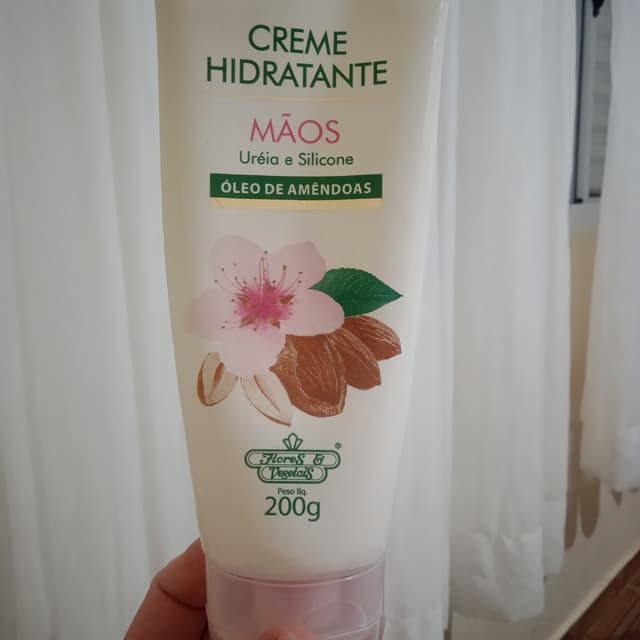 CREME
HIDRATANTE
MÃOS
Uréia e Silicone
ÓLEO DE AMÊNDOAS
Flores &
Vegetais
®
Peso líq.
200g